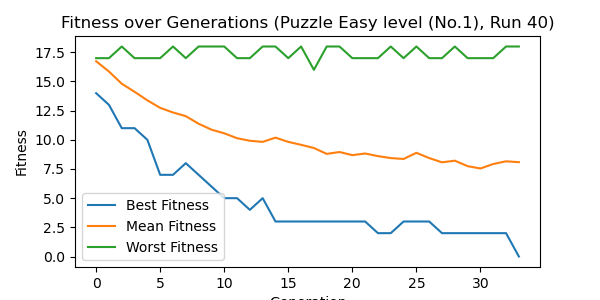 Fitness over Generations (Puzzle Easy level (No.1), Run 40)
Fitness
17.5
15.0
12.5
10.0
7.5
5.0
2.5
0.0
Best Fitness
Mean Fitness
Worst Fitness
0 5 10 15 20 25 30
Generation